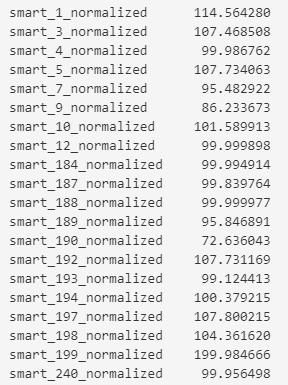 smart_1_normalized 114.564280
smart_3_normalized 107.468508
smart_4_normalized 99.986762
smart_5_normalized 107.734063
smart_7_normalized 95.482922
smart_9_normalized 86.233673
smart_10_normalized 101.589913
smart_12_normalized 99.999898
smart_184_normalized 99.994914
smart_187_normalized 99.839764
smart_188_normalized 99.999977
smart_189_normalized 95.846891
smart_190_normalized 72.636043
smart_192_normalized 107.731169
smart_193_normalized 99.124413
smart_194_normalized 100.379215
smart_197_normalized 107.800215
smart_198_normalized 104.361620
smart_199_normalized 199.984666
smart_240_normalized 99.956498